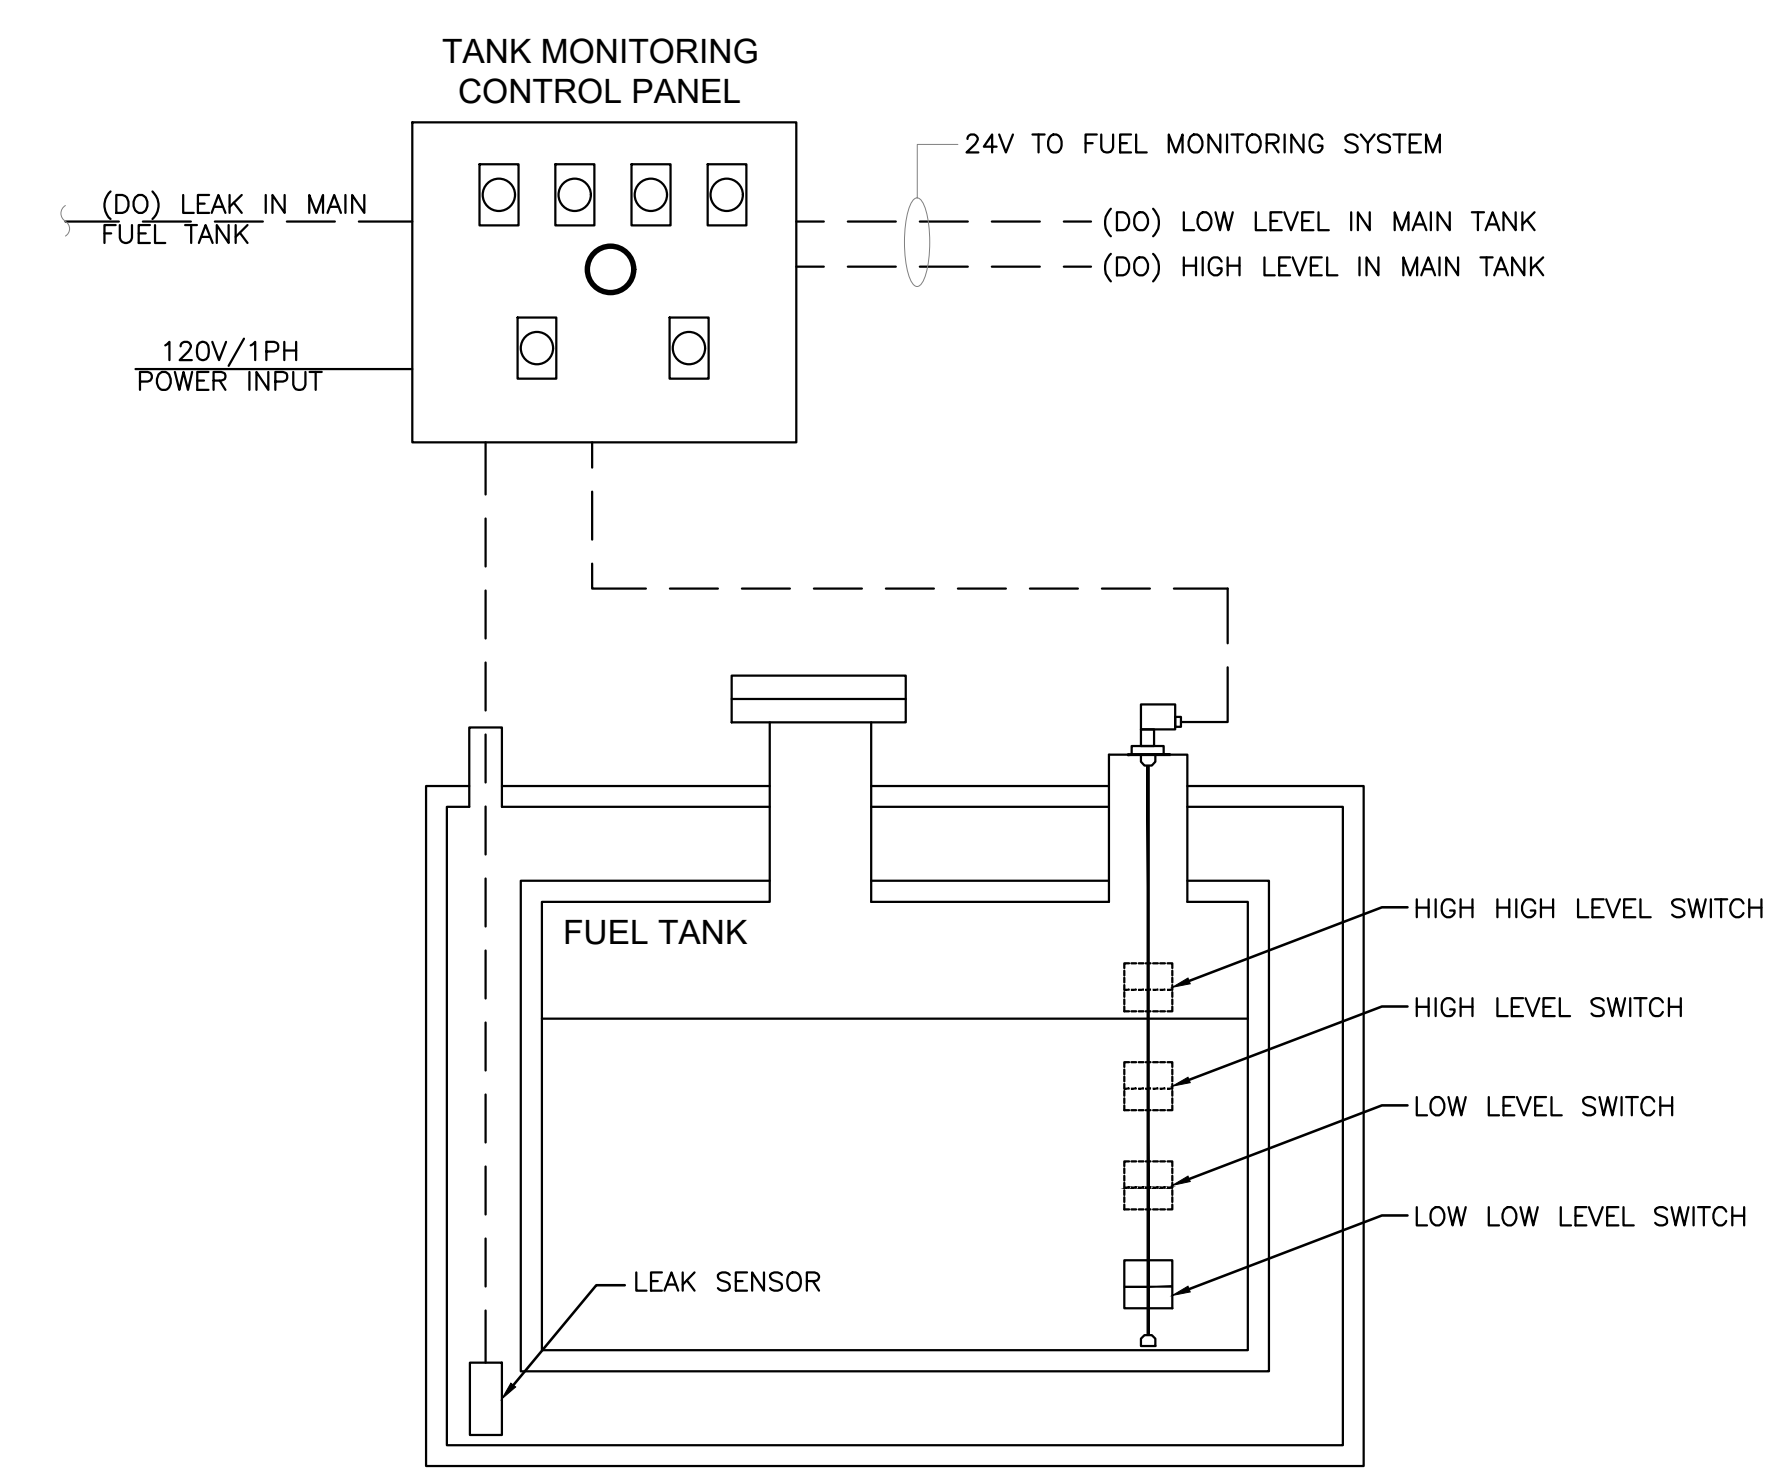 TANK MONITORING
CONTROL PANEL
24V TO FUEL MONITORING SYSTEM
(DO) LEAK IN MAIN
FUEL TANK
(DO) LOW LEVEL IN MAIN TANK
(DO) HIGH LEVEL IN MAIN TANK
120V/1PH
POWER INPUT
FUEL TANK
HIGH HIGH LEVEL SWITCH
HIGH LEVEL SWITCH
LOW LEVEL SWITCH
LOW LOW LEVEL SWITCH
LEAK SENSOR